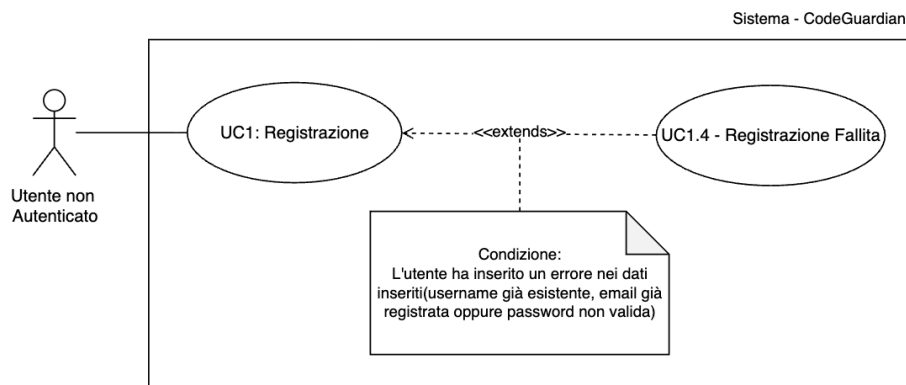 Sistema - CodeGuardian
UC1: Registrazione
<<extends>>
UC1.4 - Registrazione Fallita
Utente non
Autenticato
Condizione:
L'utente ha inserito un errore nei dati
inseriti(username già esistente, email già
registrata oppure password non valida)